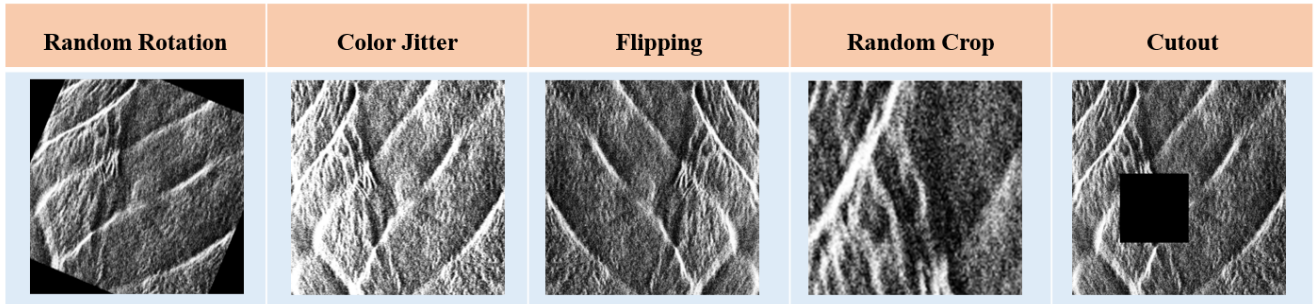 Random Rotation
Color Jitter
Flipping
Random Crop
Cutout